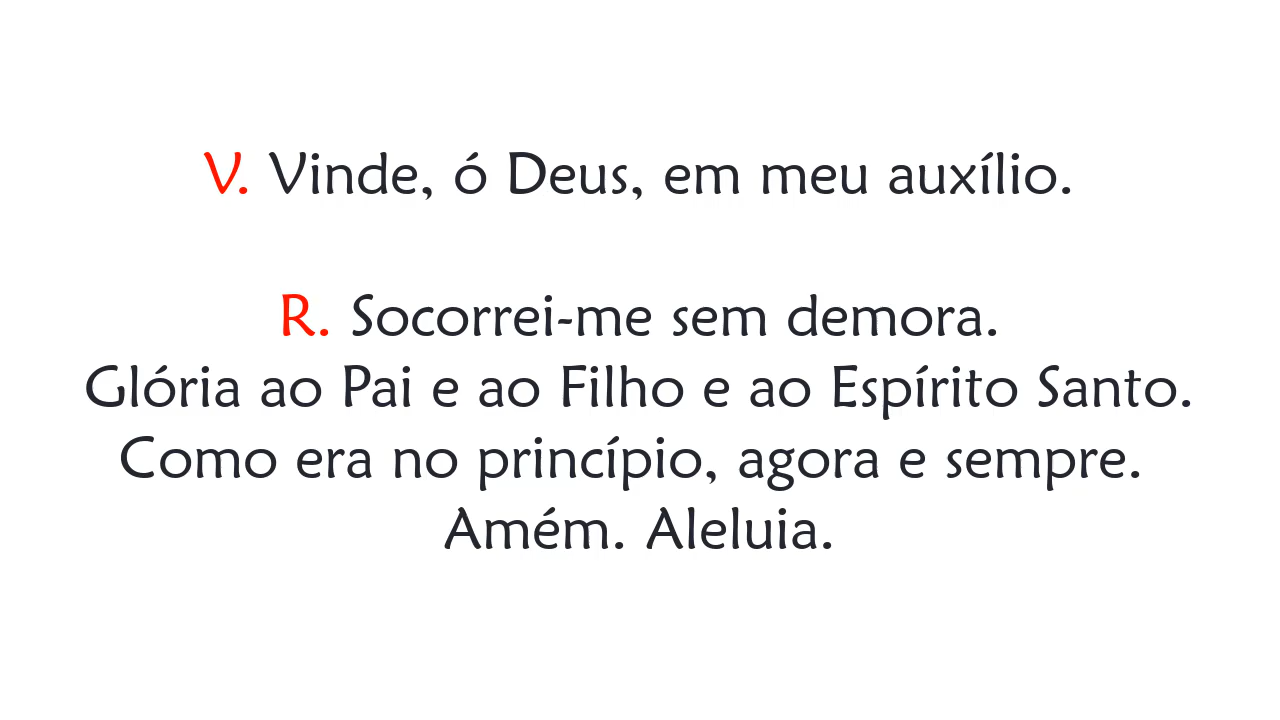 V. Vinde, ó Deus, em meu auxílio.
R. Socorrei-me sem demora.
Glória ao Pai e ao Filho e ao Espírito Santo.
Como era no princípio, agora e sempre.
Amém. Aleluia.